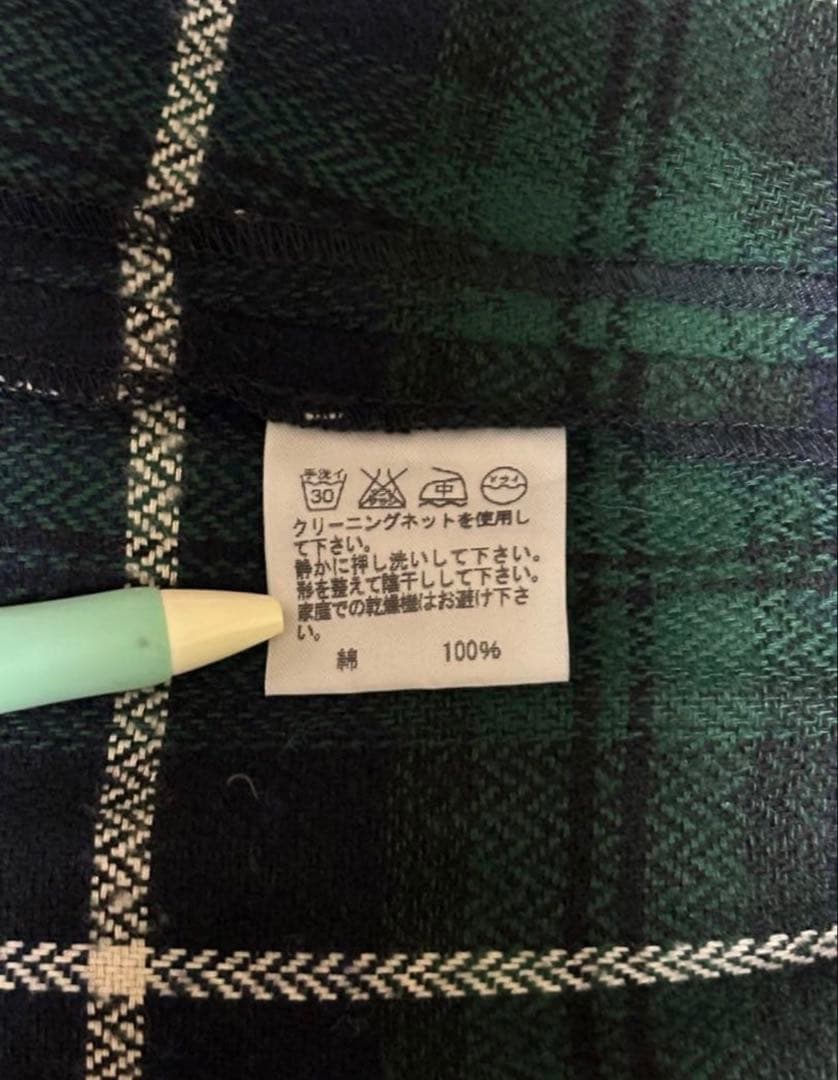 手洗イ 30 中 ドライ
クリーニングネットを使用し
て下さい。
静かに押し洗いして下さい。
形を整えて陰干しして下さい。
家庭での乾燥機はお避け下さ
い。
綿 100%